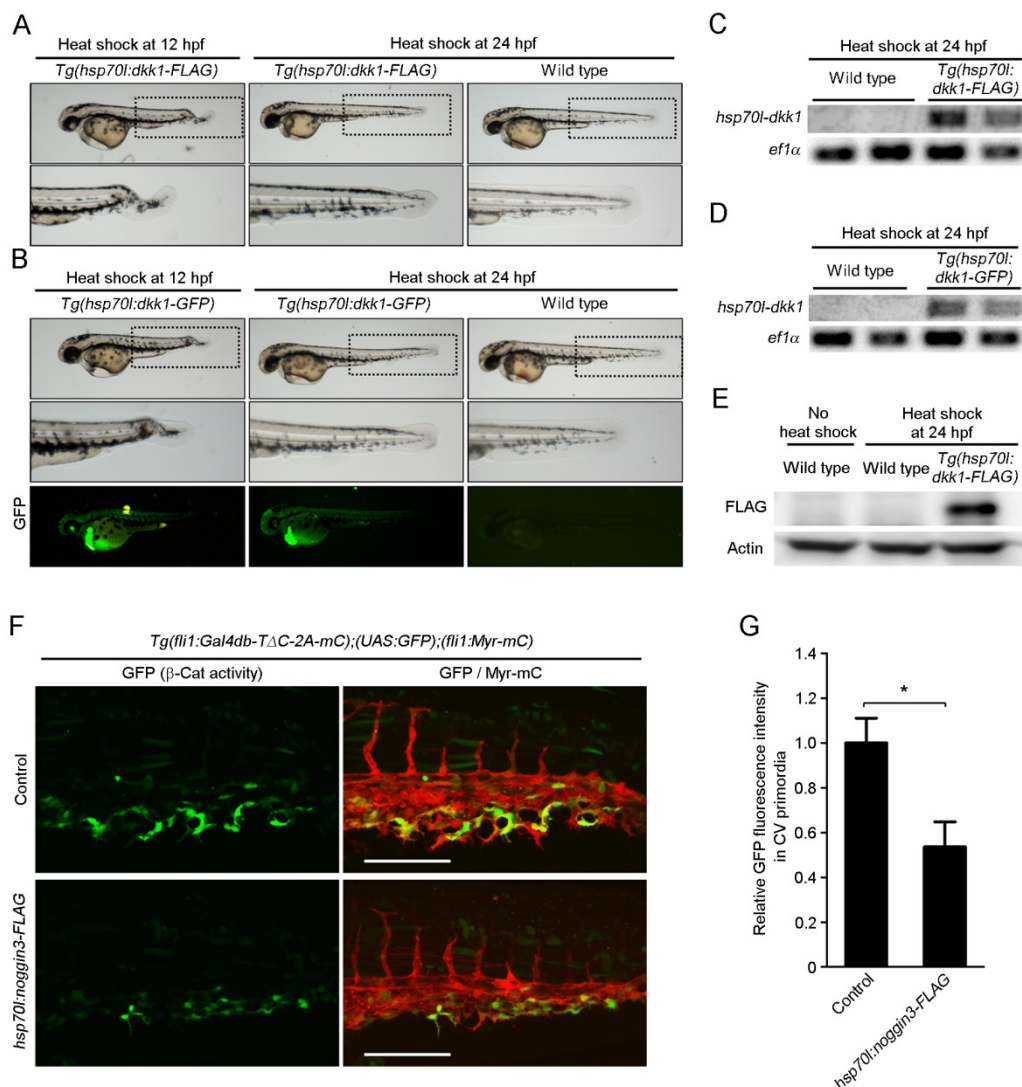 A
Heat shock at 12 hpf
Heat shock at 24 hpf
Tg(hsp70l:dkk1-FLAG)
Tg(hsp70l:dkk1-FLAG)
Wild type
B
Heat shock at 12 hpf
Heat shock at 24 hpf
Tg(hsp70l:dkk1-GFP)
Tg(hsp70l:dkk1-GFP)
Wild type
GFP
C
Heat shock at 24 hpf
Wild type
Tg(hsp70l:
dkk1-FLAG)
hsp70l-dkk1
ef1α
D
Heat shock at 24 hpf
Wild type
Tg(hsp70l:
dkk1-GFP)
hsp70l-dkk1
ef1α
E
No
heat shock
Heat shock
at 24 hpf
Wild type
Wild type
Tg(hsp70l:
dkk1-FLAG)
FLAG
Actin
F
Tg(fli1:Gal4db-TΔC-2A-mC);(UAS:GFP);(fli1:Myr-mC)
GFP (β-Cat activity)
GFP / Myr-mC
Control
hsp70l:noggin3-FLAG
G
Relative GFP fluorescence intensity
in CV primordia
1.4
1.2
1.0
0.8
0.6
0.4
0.2
0
*
Control
hsp70l:noggin3-FLAG